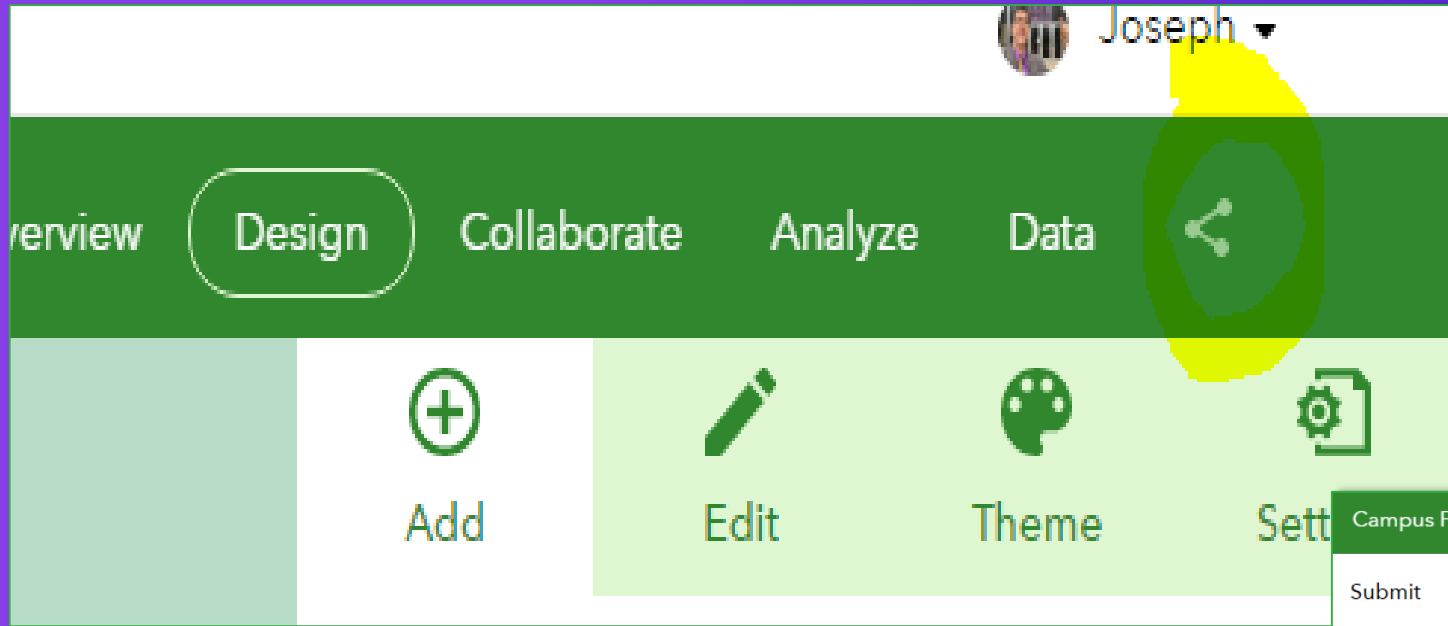 Joseph
verview Design Collaborate Analyze Data
Add Edit Theme Sett
Campus F
Submit